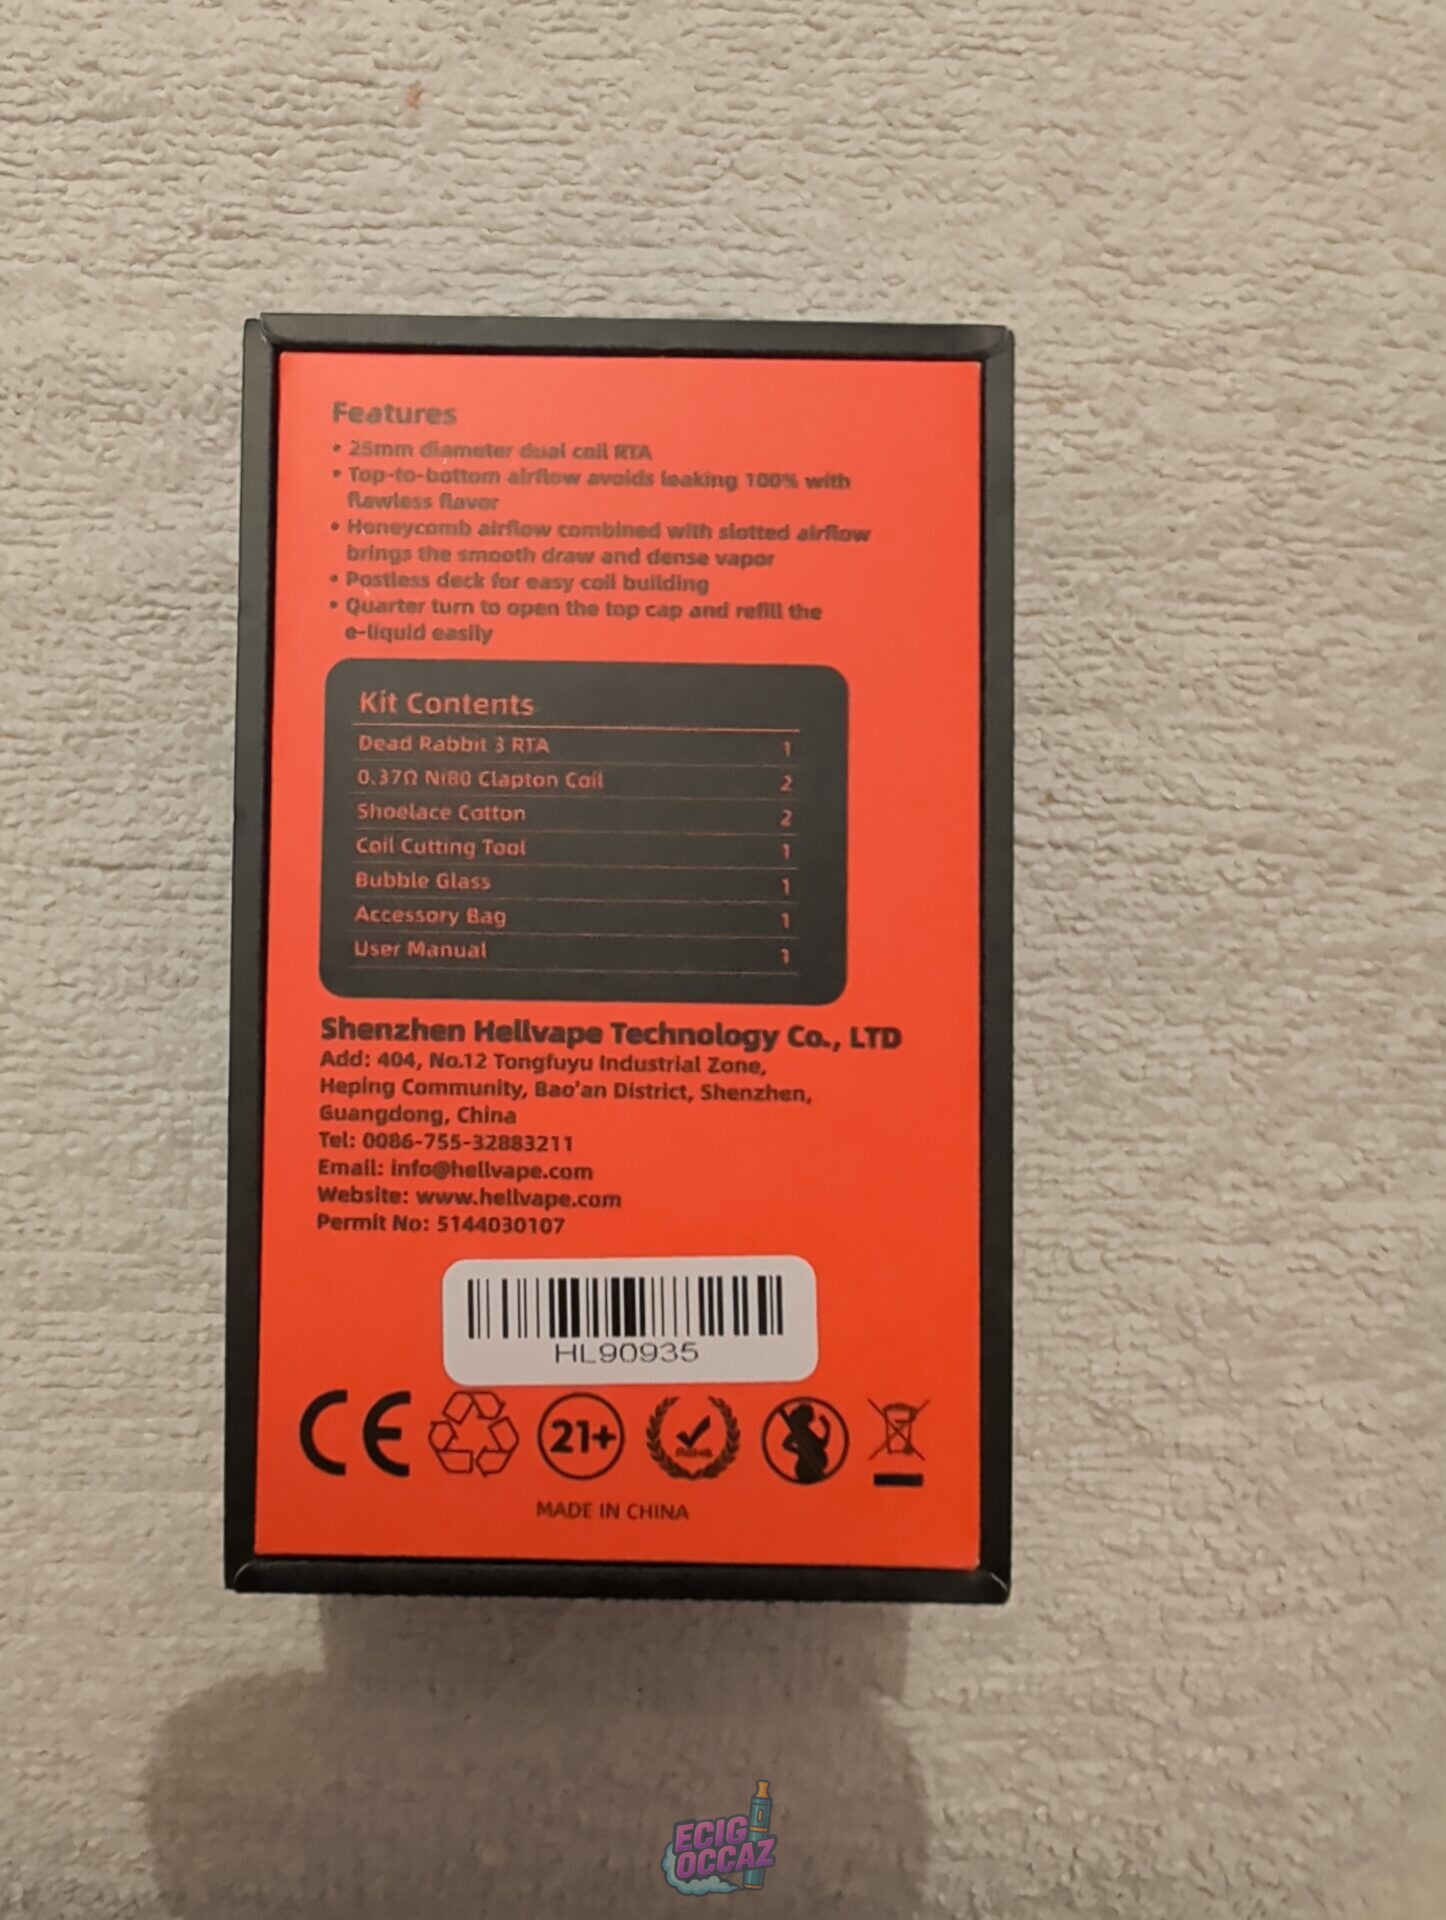 Features
• 25mm diameter dual coil RTA
• Top-to-bottom airflow avoids leaking 100% with
flawless flavor
• Honeycomb airflow combined with slotted airflow
brings the smooth draw and dense vapor
• Postless deck for easy coil building
• Quarter turn to open the top cap and refill the
e-liquid easily
Kit Contents
Dead Rabbit 3 RTA 1
0.37Ω Ni80 Clapton Coil 2
Shoelace Cotton 2
Coil Cutting Tool 1
Bubble Glass 1
Accessory Bag 1
User Manual 1
Shenzhen Hellvape Technology Co., LTD
Add: 404, No.12 Tongfuyu Industrial Zone,
Heping Community, Bao'an District, Shenzhen,
Guangdong, China
Tel: 0086-755-32883211
Email: info@hellvape.com
Website: www.hellvape.com
Permit No: 5144030107
HL90935
CE
21+
RoHS
MADE IN CHINA
ECIG
OCCAZ